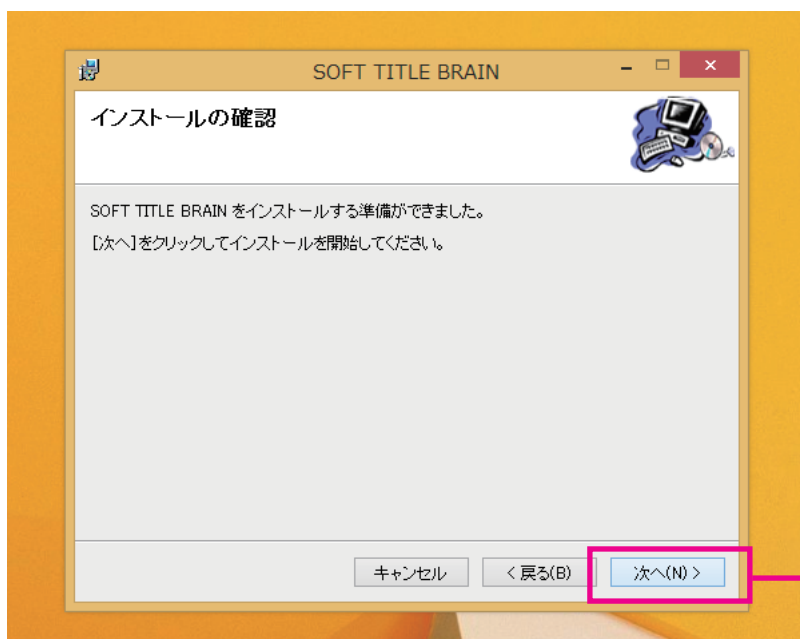 SOFT TITLE BRAIN
インストールの確認
SOFT TITLE BRAIN をインストールする準備ができました。
[次へ]をクリックしてインストールを開始してください。
キャンセル
< 戻る(B)
次へ(N) >